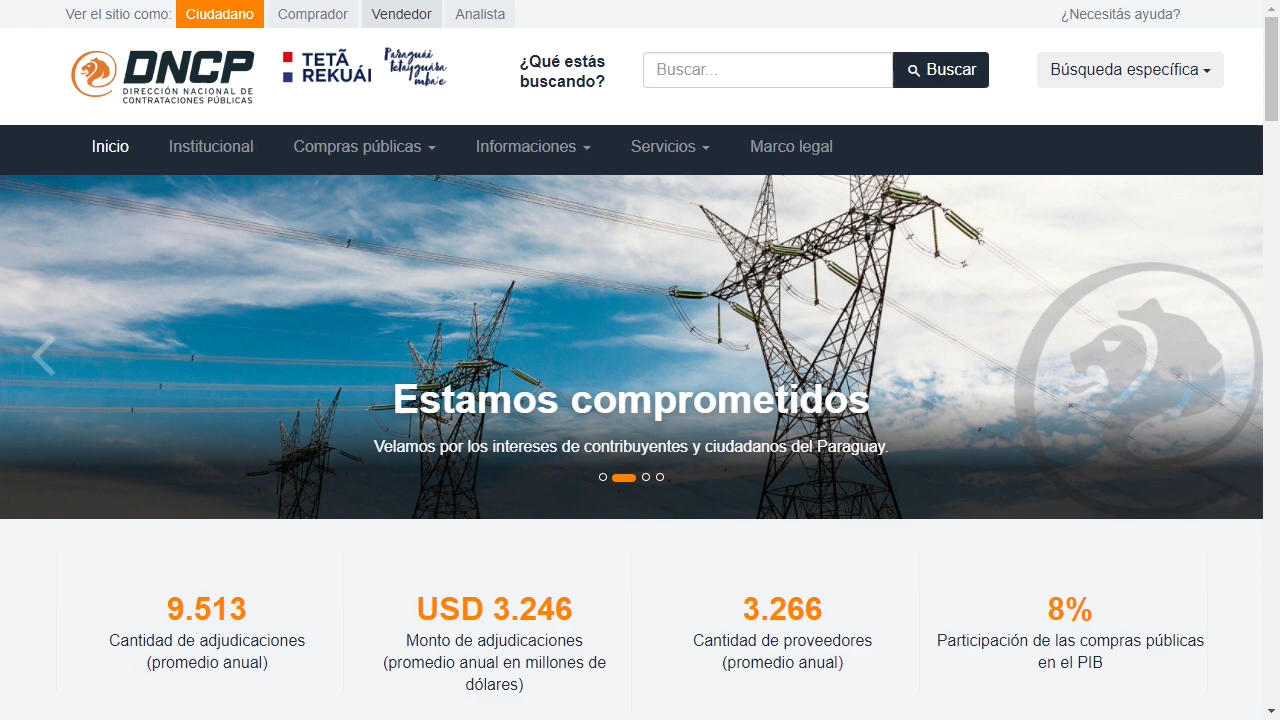 Ver el sitio como: Ciudadano Comprador Vendedor Analista ¿Necesitás ayuda?
DNCP
DIRECCIÓN NACIONAL DE
CONTRATACIONES PÚBLICAS
TETÃ
REKUÁI
Paraguái
tetãyguára
mba'e
¿Qué estás
buscando?
Buscar...
Buscar
Búsqueda específica
Inicio Institucional Compras públicas Informaciones Servicios Marco legal
Estamos comprometidos
Velamos por los intereses de contribuyentes y ciudadanos del Paraguay.
9.513
Cantidad de adjudicaciones
(promedio anual)
USD 3.246
Monto de adjudicaciones
(promedio anual en millones de
dólares)
3.266
Cantidad de proveedores
(promedio anual)
8%
Participación de las compras públicas
en el PIB